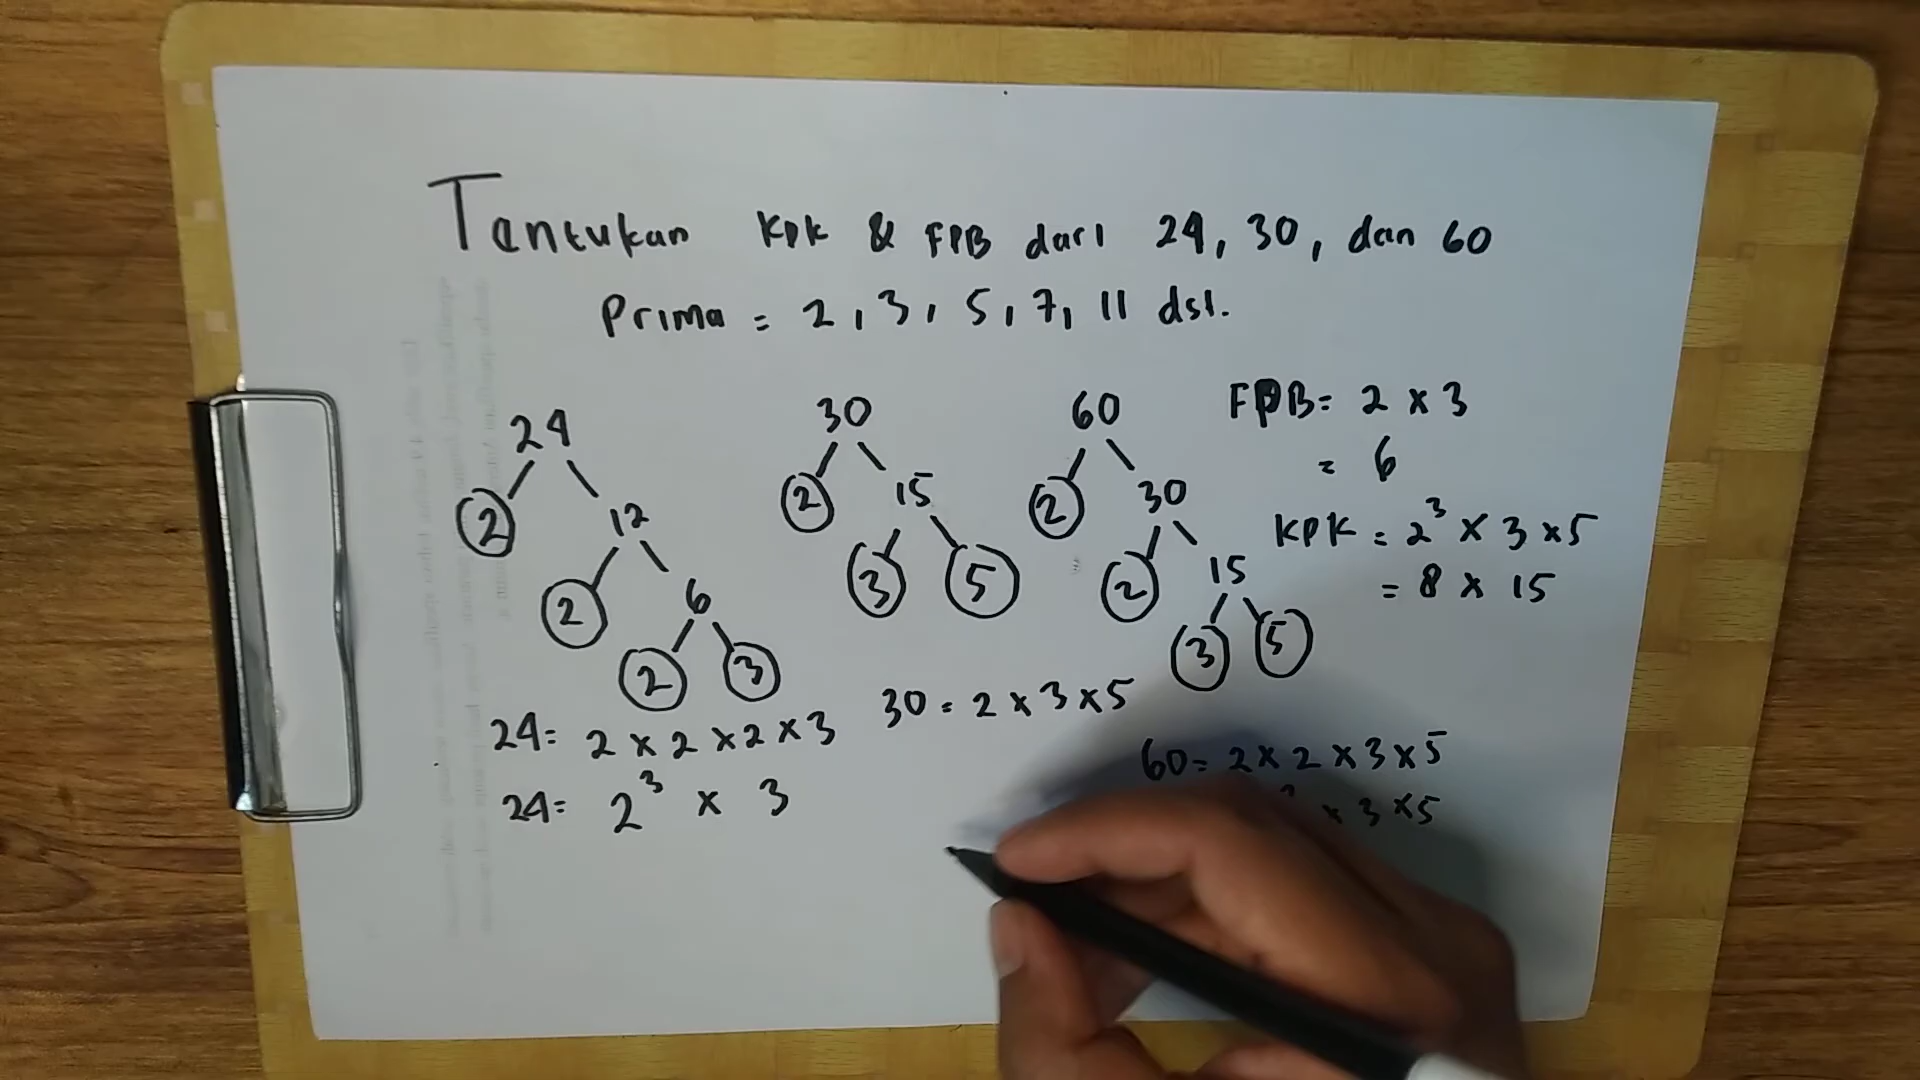 Tantukan KPK & FPB dari 24, 30, dan 60
Prima = 2, 3, 5, 7, 11 dst.
24
2 12
2 6
2 3
24= 2 x 2 x 2 x 3
24= 2³ x 3
30
2 15
3 5
30= 2 x 3 x 5
60
2 30
2 15
3 5
60= 2 x 2 x 3 x 5
x 3 x 5
FPB= 2 x 3
= 6
KPK = 2³ x 3 x 5
= 8 x 15